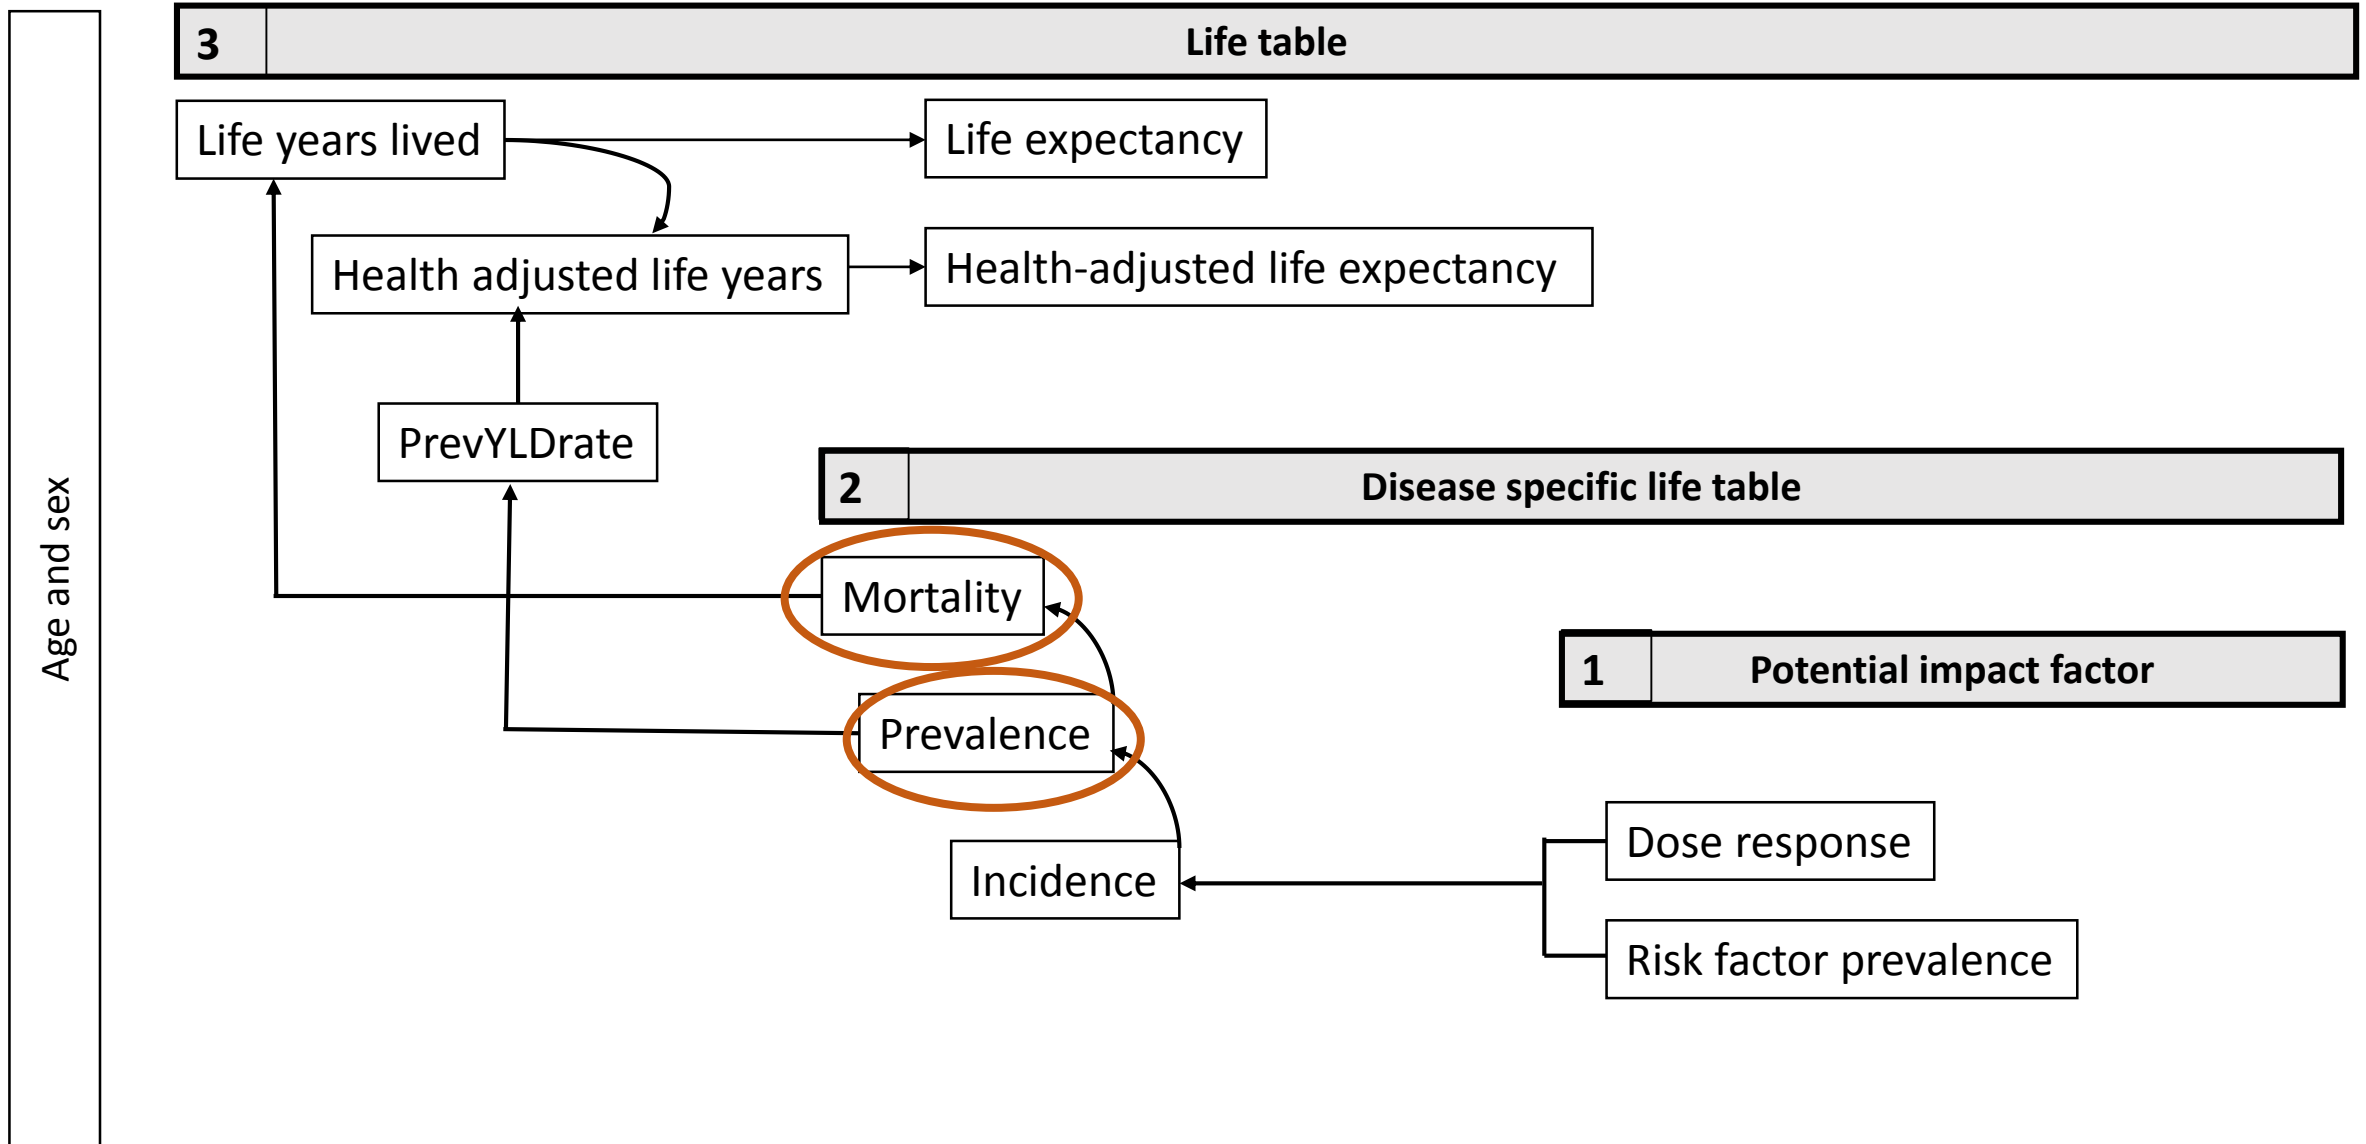 3
Life table
Life years lived
Life expectancy
Health adjusted life years
Health-adjusted life expectancy
PrevYLDrate
2
Disease specific life table
Age and sex
Mortality
1
Potential impact factor
Prevalence
Dose response
Incidence
Risk factor prevalence